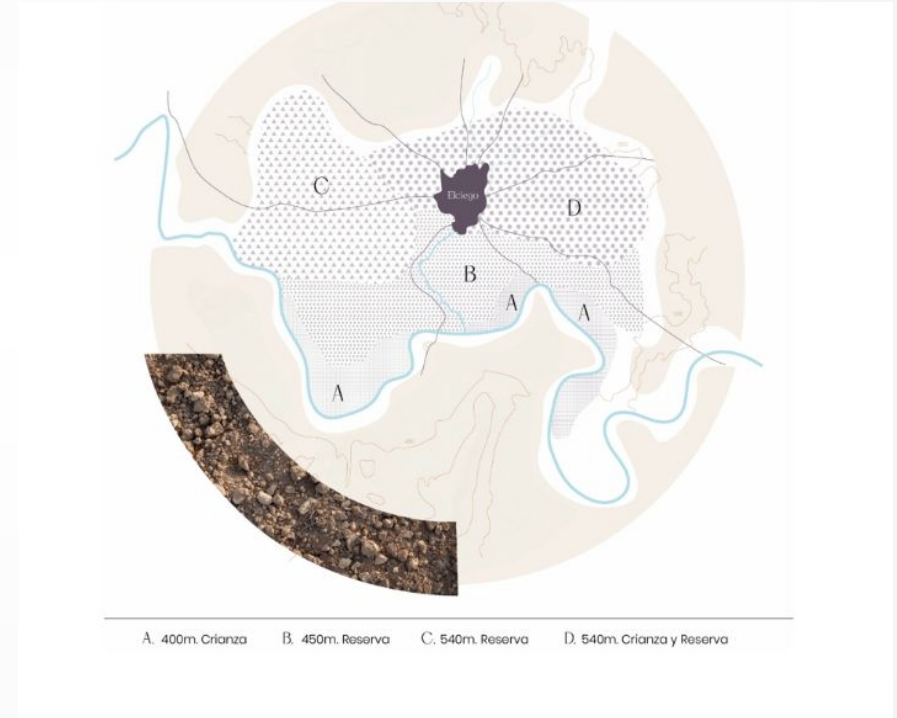 C
Elciego
D
B
A
A
A
A. 400m. Crianza B. 450m. Reserva C. 540m. Reserva D. 540m. Crianza y Reserva